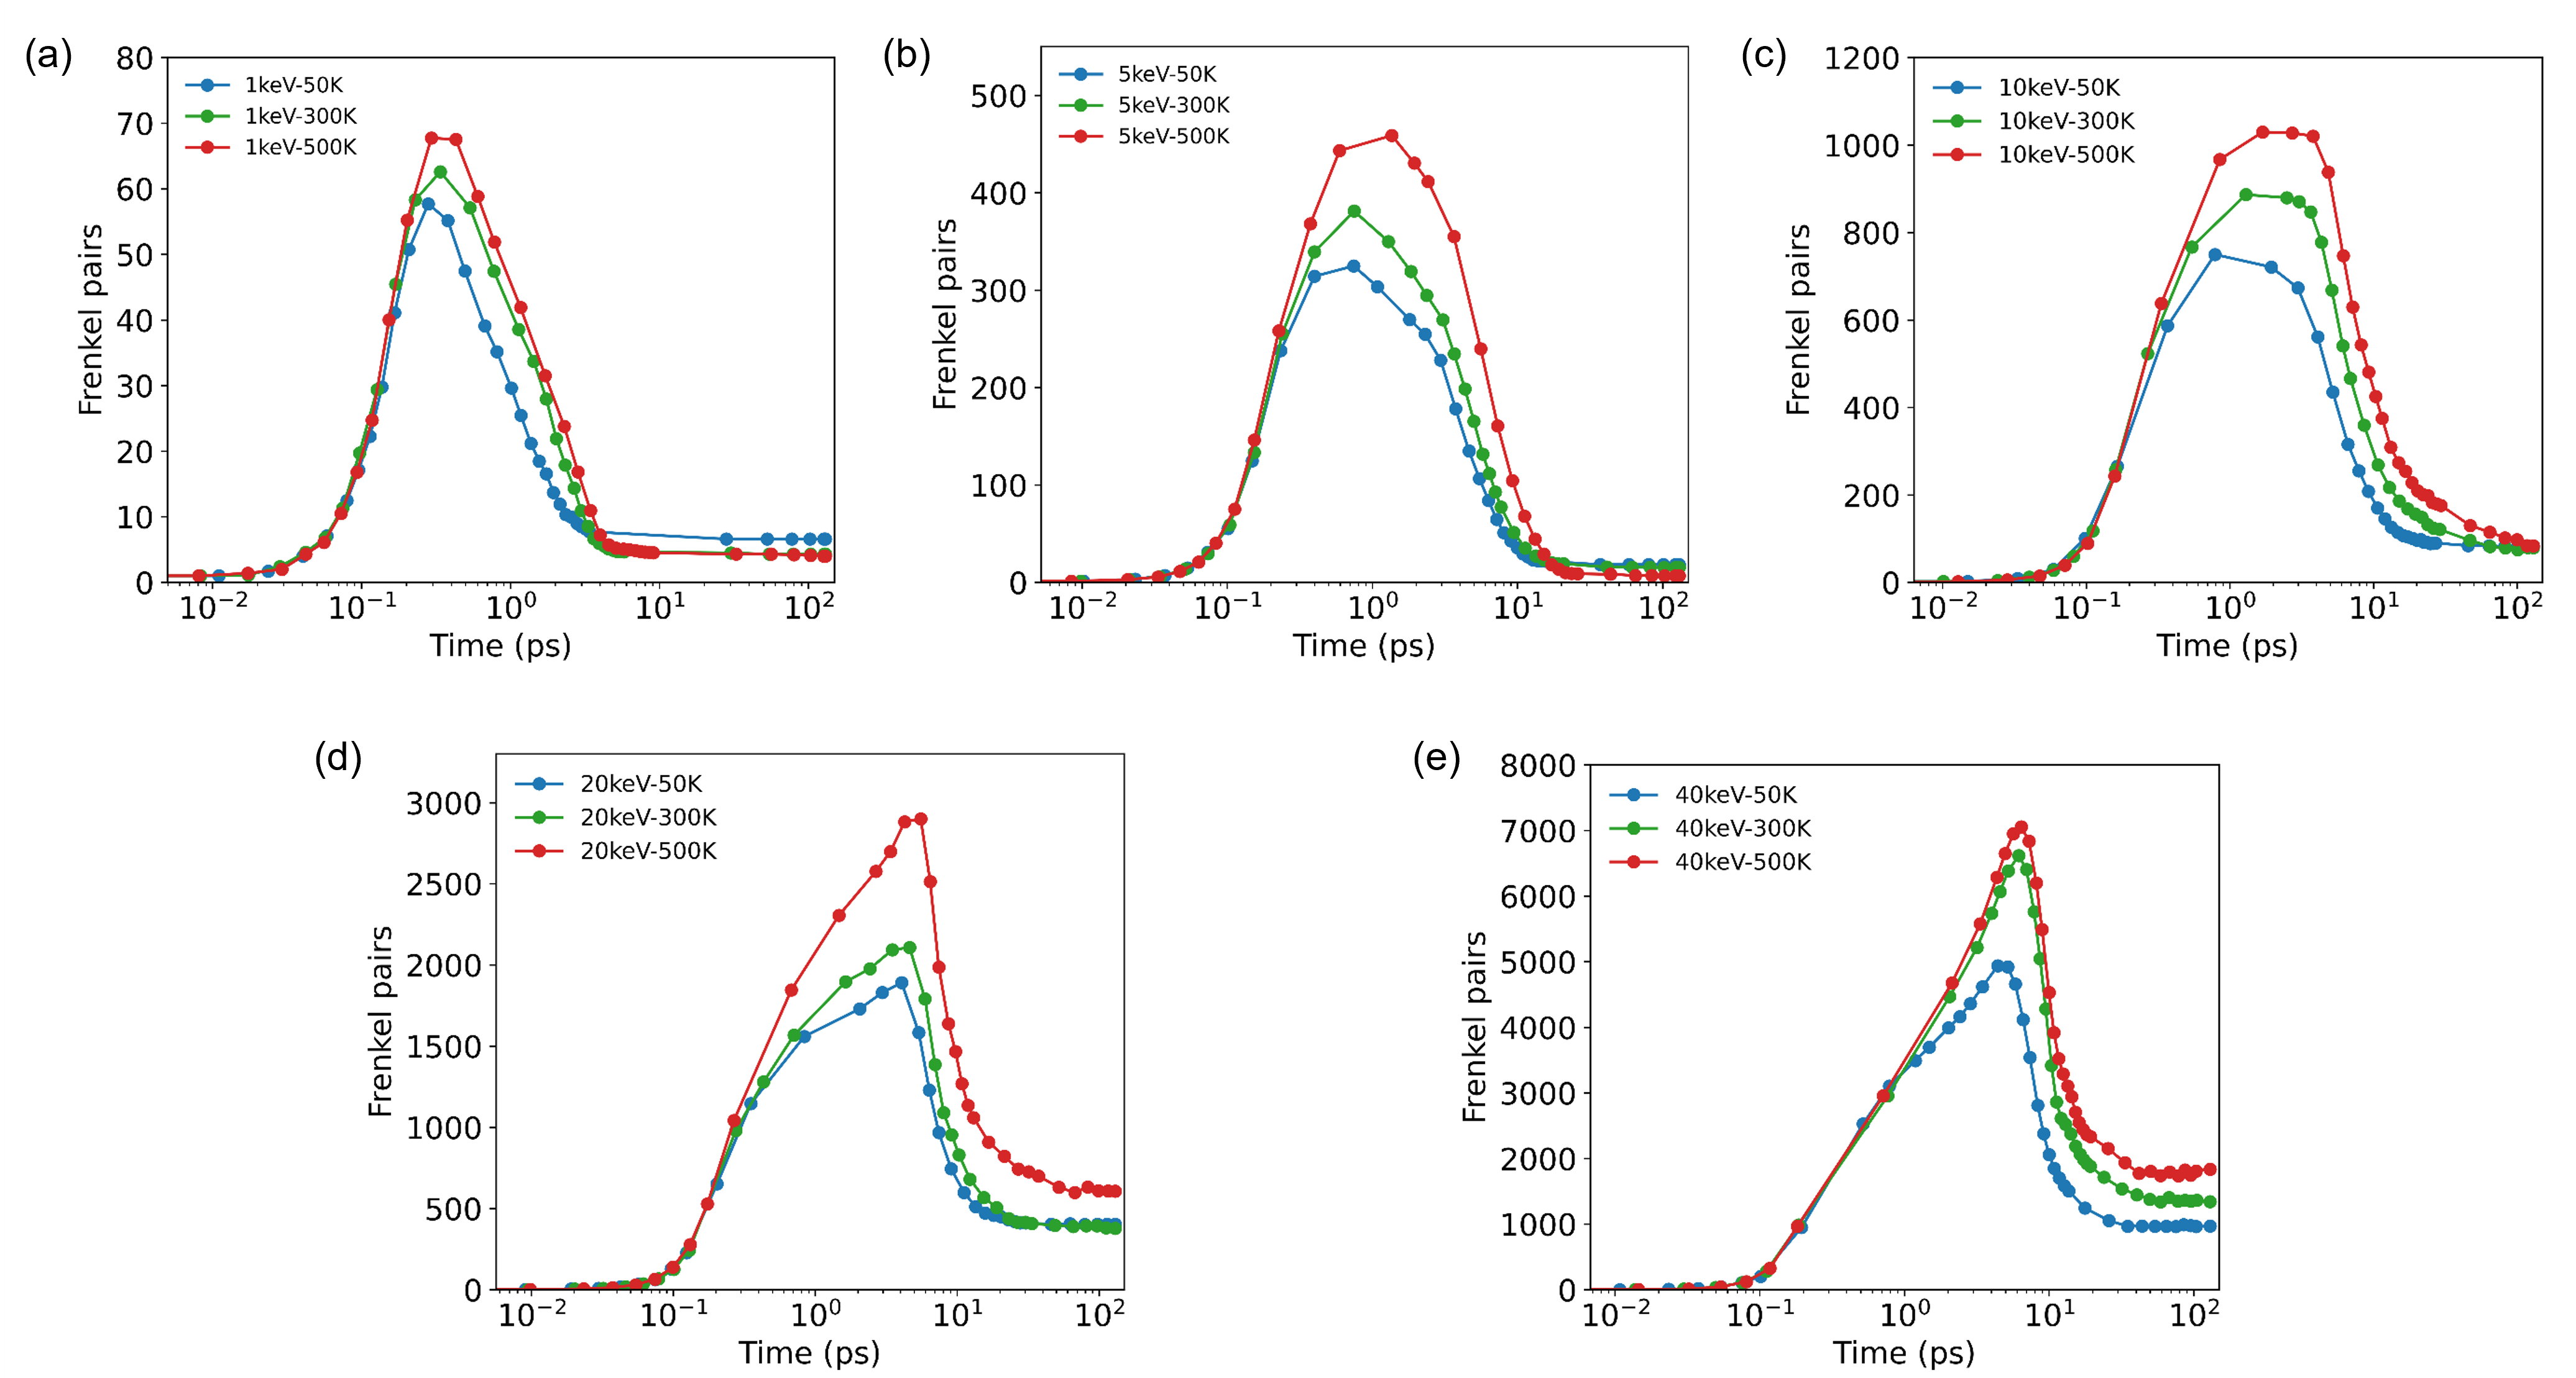 (a)
80
70
60
50
40
30
20
10
0
Frenkel pairs
1keV-50K
1keV-300K
1keV-500K
10⁻² 10⁻¹ 10⁰ 10¹ 10²
Time (ps)
(b)
500
400
300
200
100
0
Frenkel pairs
5keV-50K
5keV-300K
5keV-500K
10⁻² 10⁻¹ 10⁰ 10¹ 10²
Time (ps)
(c)
1200
1000
800
600
400
200
0
Frenkel pairs
10keV-50K
10keV-300K
10keV-500K
10⁻² 10⁻¹ 10⁰ 10¹ 10²
Time (ps)
(d)
3000
2500
2000
1500
1000
500
0
Frenkel pairs
20keV-50K
20keV-300K
20keV-500K
10⁻² 10⁻¹ 10⁰ 10¹ 10²
Time (ps)
(e)
8000
7000
6000
5000
4000
3000
2000
1000
0
Frenkel pairs
40keV-50K
40keV-300K
40keV-500K
10⁻² 10⁻¹ 10⁰ 10¹ 10²
Time (ps)